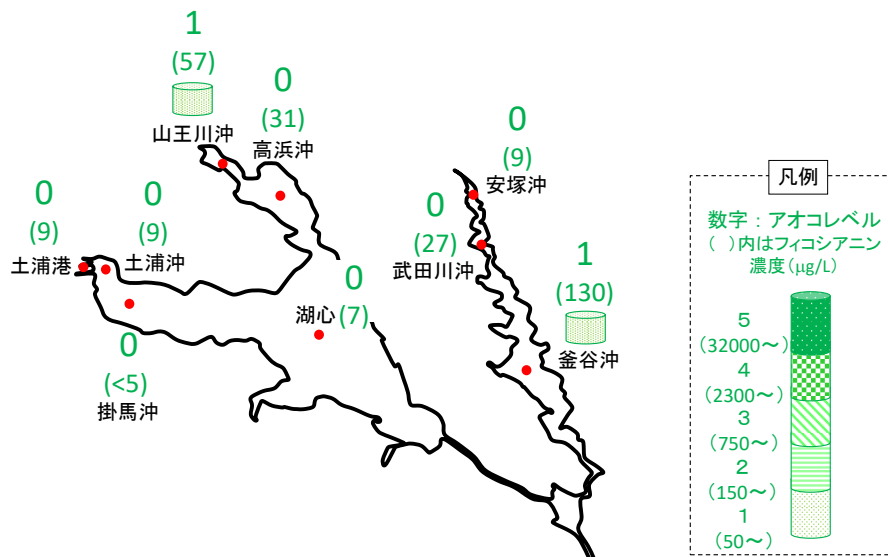 1
(57)
山王川沖
0
(31)
高浜沖
0
(9)
安塚沖
0
(9)
土浦港
0
(9)
土浦沖
0
(27)
武田川沖
0
(7)
湖心
1
(130)
釜谷沖
0
(<5)
掛馬沖
凡例
数字：アオコレベル
(　)内はフィコシアニン
濃度(μg/L)
5
(32000～)
4
(2300～)
3
(750～)
2
(150～)
1
(50～)